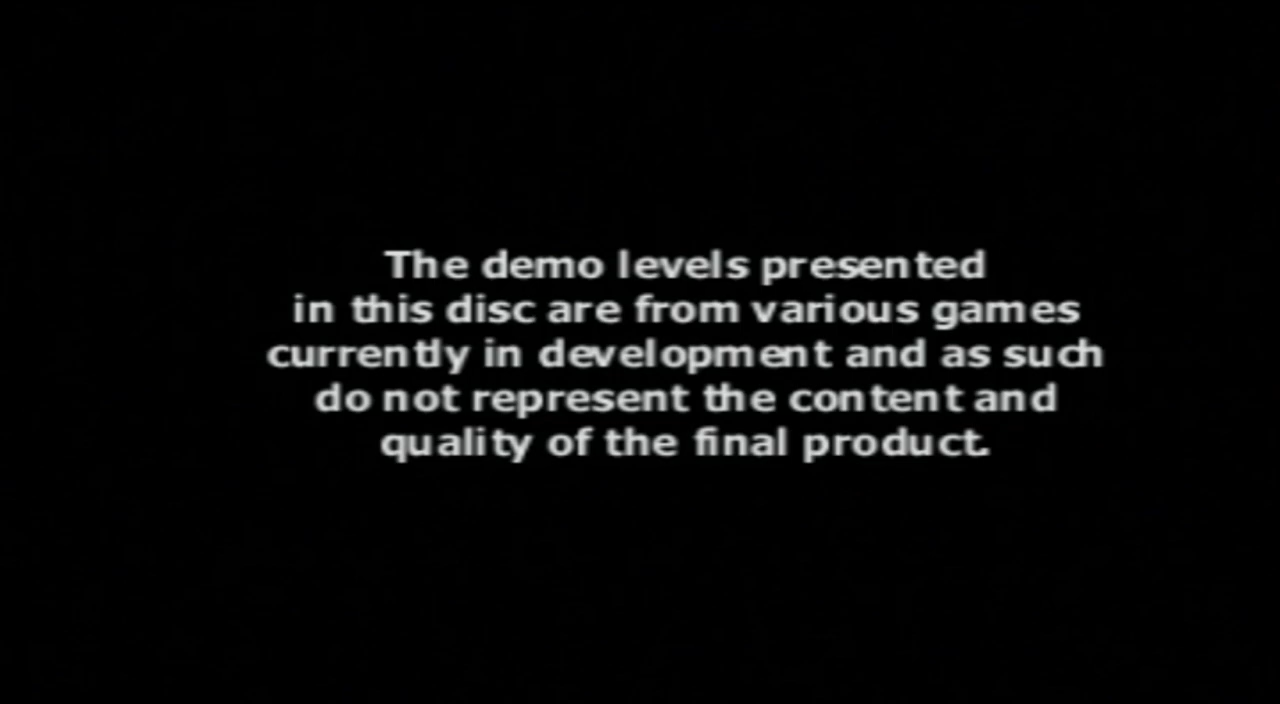 The demo levels presented
in this disc are from various games
currently in development and as such
do not represent the content and
quality of the final product.